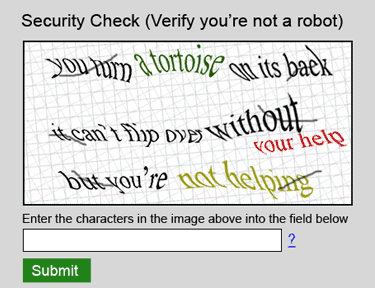 Security Check (Verify you're not a robot)
you turn a tortoise on its back
it can't flip over without
your help
but you're not helping
Enter the characters in the image above into the field below
?
Submit